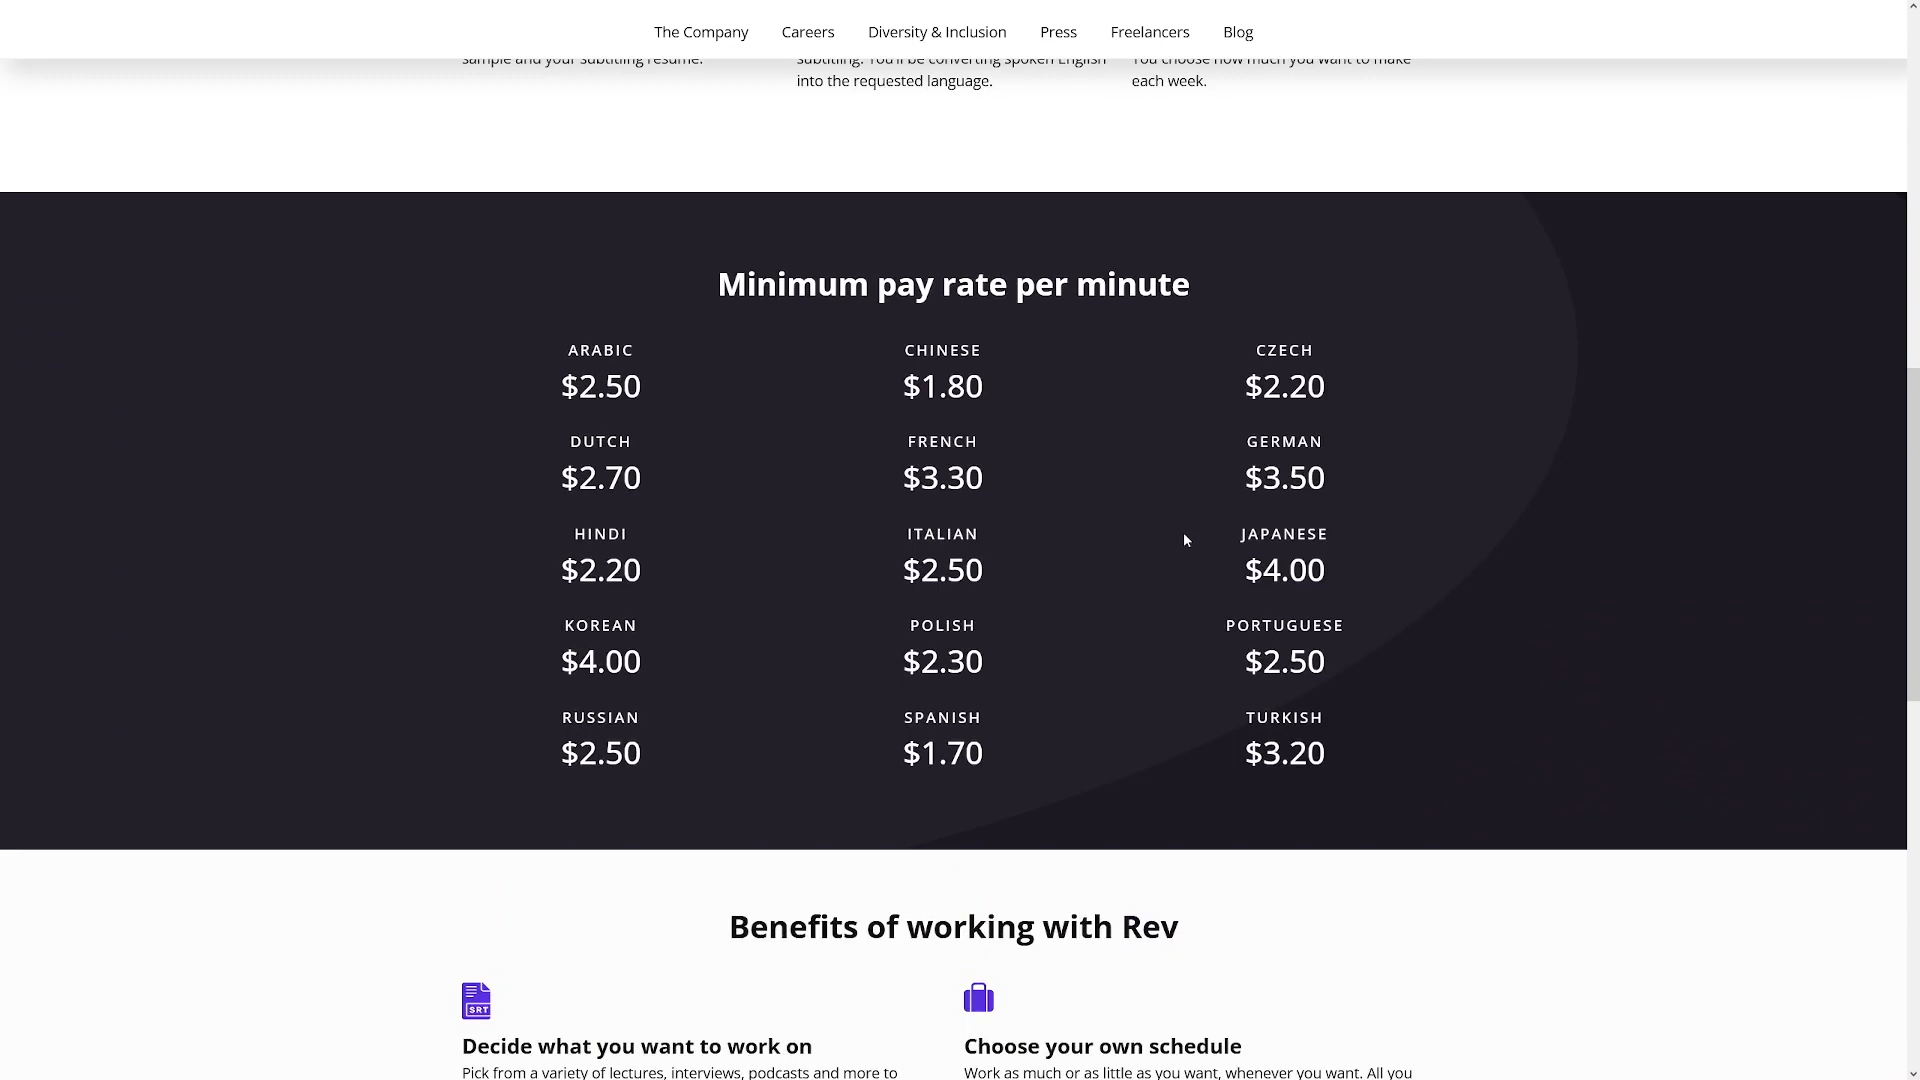 The Company Careers Diversity & Inclusion Press Freelancers Blog
sample and your subtitling resume. subtitling. You'll be converting spoken English You choose how much you want to make
into the requested language. each week.
Minimum pay rate per minute
ARABIC CHINESE CZECH
$2.50 $1.80 $2.20
DUTCH FRENCH GERMAN
$2.70 $3.30 $3.50
HINDI ITALIAN JAPANESE
$2.20 $2.50 $4.00
KOREAN POLISH PORTUGUESE
$4.00 $2.30 $2.50
RUSSIAN SPANISH TURKISH
$2.50 $1.70 $3.20
Benefits of working with Rev
SRT
Decide what you want to work on Choose your own schedule
Pick from a variety of lectures, interviews, podcasts and more to Work as much or as little as you want, whenever you want. All you